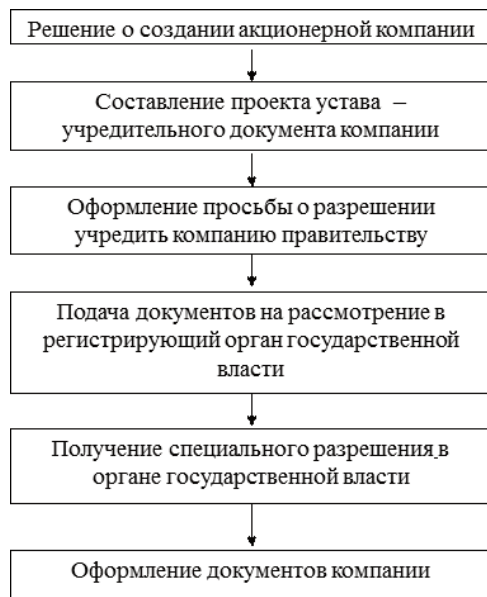 Решение о создании акционерной компании
Составление проекта устава –
учредительного документа компании
Оформление просьбы о разрешении
учредить компанию правительству
Подача документов на рассмотрение в
регистрирующий орган государственной
власти
Получение специального разрешения в
органе государственной власти
Оформление документов компании